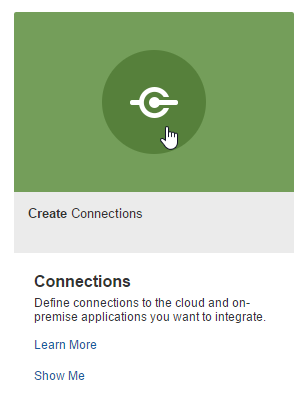 Create Connections
Connections
Define connections to the cloud and on-
premise applications you want to integrate.
Learn More
Show Me